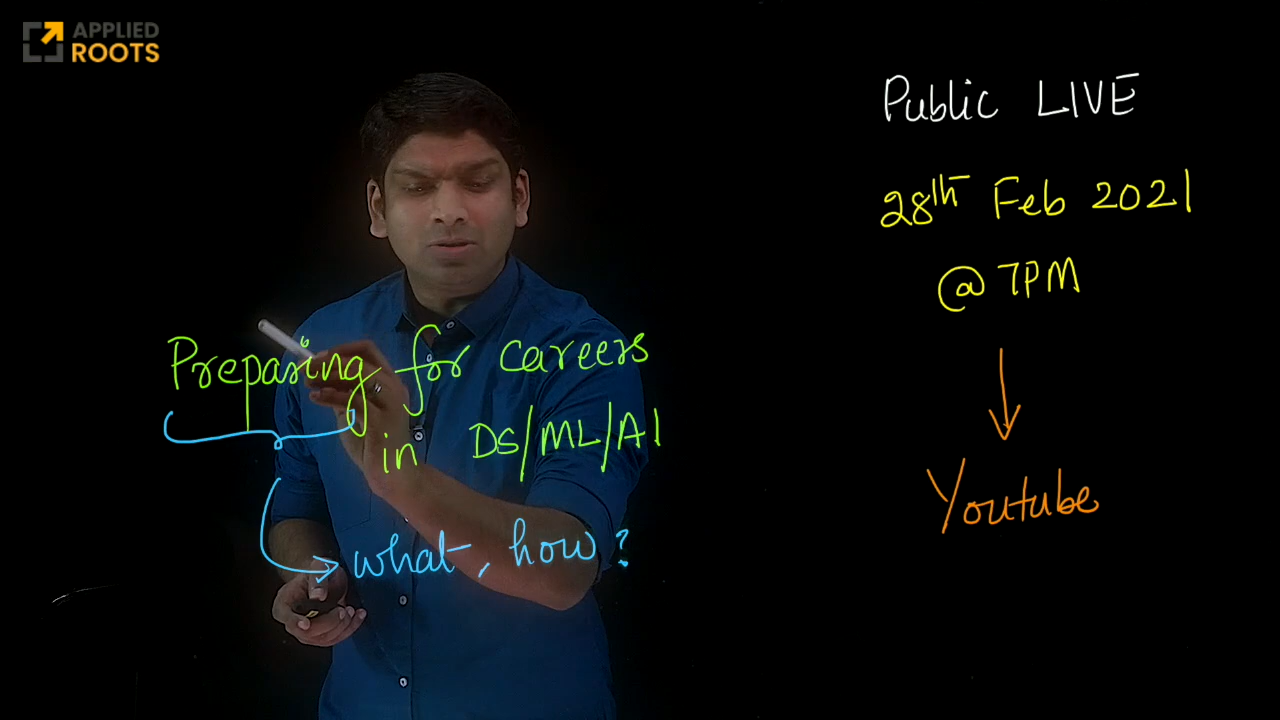 APPLIED
ROOTS
Public LIVE
28th Feb 2021
@ 7PM
Youtube
Preparing for careers
in DS/ML/AI
what, how?